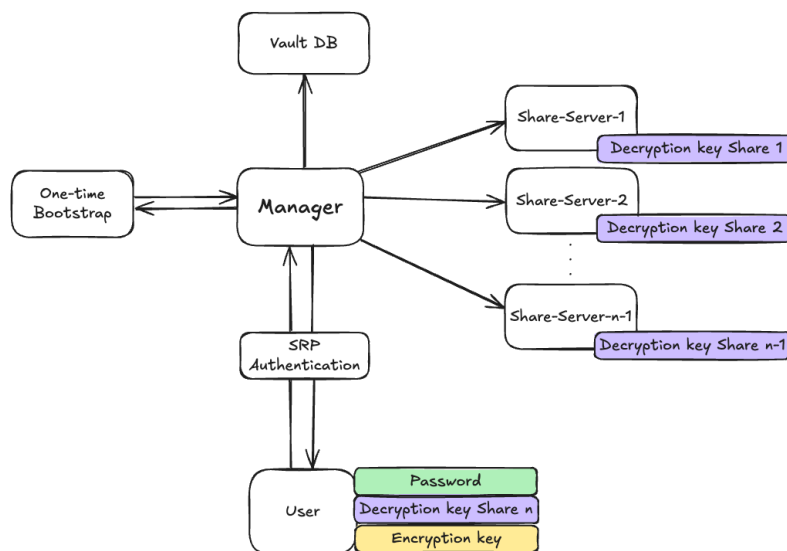 Vault DB
Share-Server-1
Decryption key Share 1
One-time
Bootstrap
Manager
Share-Server-2
Decryption key Share 2
Share-Server-n-1
Decryption key Share n-1
SRP
Authentication
User
Password
Decryption key Share n
Encryption key